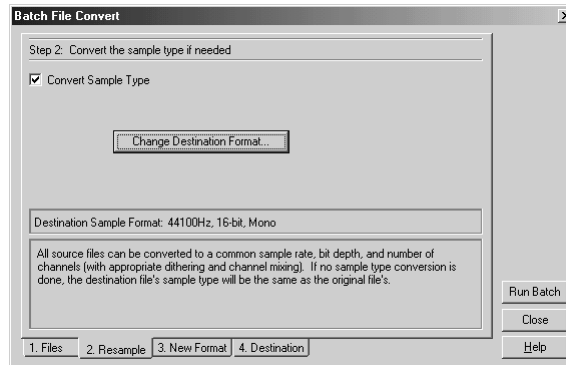 Batch File Convert
Step 2: Convert the sample type if needed
Convert Sample Type
Change Destination Format...
Destination Sample Format: 44100Hz, 16-bit, Mono
All source files can be converted to a common sample rate, bit depth, and number of
channels (with appropriate dithering and channel mixing). If no sample type conversion is
done, the destination file's sample type will be the same as the original file's.
Run Batch
Close
Help
1. Files 2. Resample 3. New Format 4. Destination